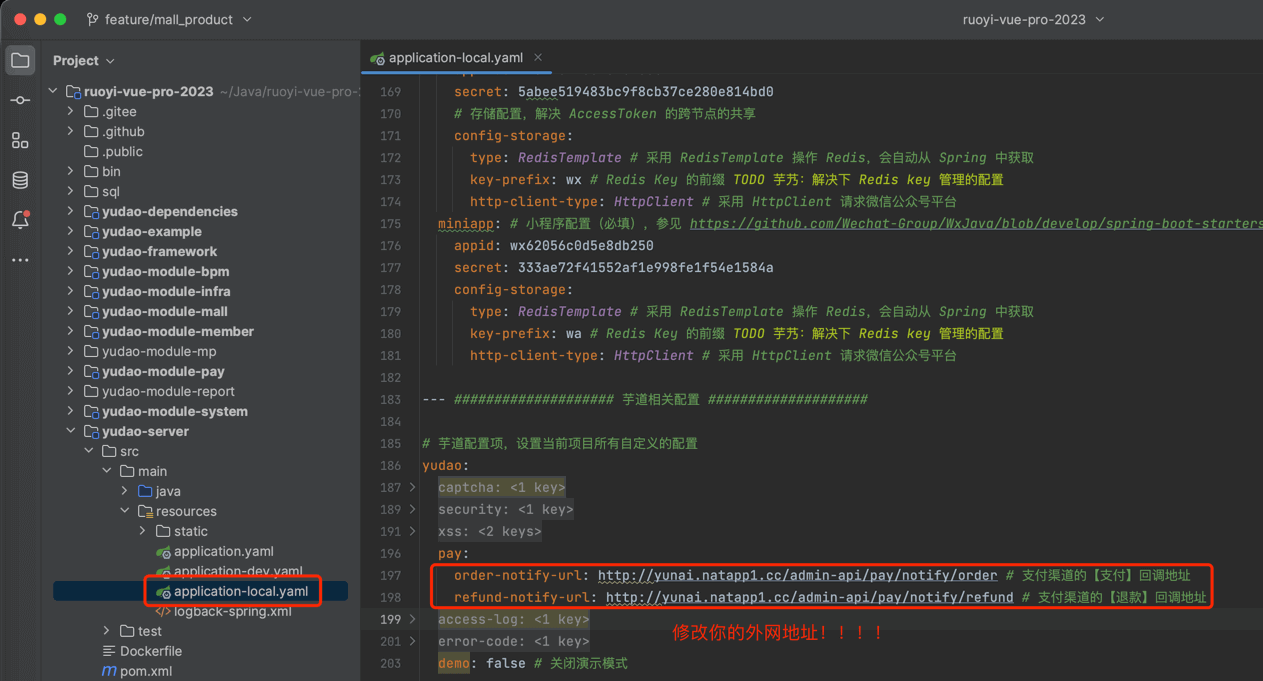 feature/mall_product
ruoyi-vue-pro-2023
Project
ruoyi-vue-pro-2023 ~/Java/ruoyi-vue-pro-
.gitee
.github
.public
bin
sql
yudao-dependencies
yudao-example
yudao-framework
yudao-module-bpm
yudao-module-infra
yudao-module-mall
yudao-module-member
yudao-module-mp
yudao-module-pay
yudao-module-report
yudao-module-system
yudao-server
src
main
java
resources
static
application.yaml
application-dev.yaml
application-local.yaml
logback-spring.xml
test
Dockerfile
pom.xml
application-local.yaml
169 secret: 5abee519483bc9f8cb37ce280e814bd0
170 # 存储配置，解决 AccessToken 的跨节点的共享
171 config-storage:
172 type: RedisTemplate # 采用 RedisTemplate 操作 Redis，会自动从 Spring 中获取
173 key-prefix: wx # Redis Key 的前缀 TODO 芋艿：解决下 Redis key 管理的配置
174 http-client-type: HttpClient # 采用 HttpClient 请求微信公众号平台
175 miniapp: # 小程序配置（必填），参见 https://github.com/Wechat-Group/WxJava/blob/develop/spring-boot-starters
176 appid: wx62056c0d5e8db250
177 secret: 333ae72f41552af1e998fe1f54e1584a
178 config-storage:
179 type: RedisTemplate # 采用 RedisTemplate 操作 Redis，会自动从 Spring 中获取
180 key-prefix: wa # Redis Key 的前缀 TODO 芋艿：解决下 Redis key 管理的配置
181 http-client-type: HttpClient # 采用 HttpClient 请求微信公众号平台
182
183 --- #################### 芋道相关配置 ####################
184
185 # 芋道配置项，设置当前项目所有自定义的配置
186 yudao:
187 captcha: <1 key>
189 security: <1 key>
191 xss: <2 keys>
196 pay:
197 order-notify-url: http://yunai.natapp1.cc/admin-api/pay/notify/order # 支付渠道的【支付】回调地址
198 refund-notify-url: http://yunai.natapp1.cc/admin-api/pay/notify/refund # 支付渠道的【退款】回调地址
199 access-log: <1 key>
201 error-code: <1 key>
修改你的外网地址！！！！
203 demo: false # 关闭演示模式